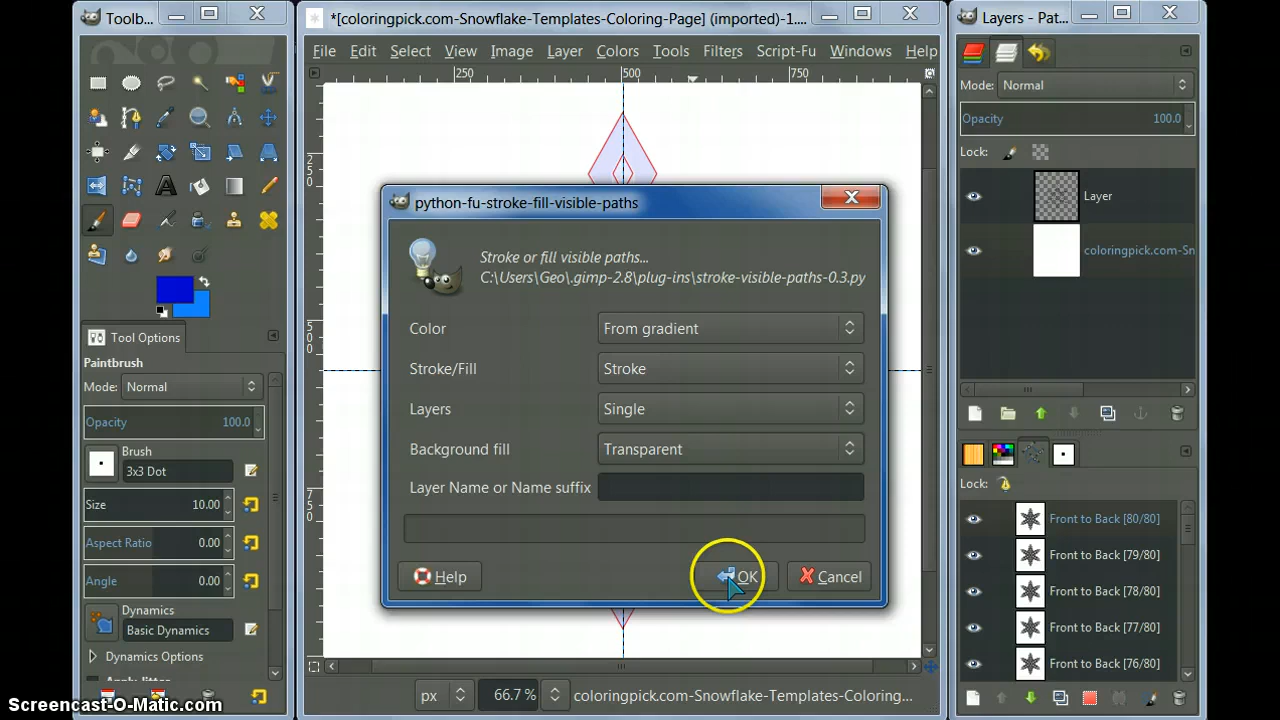 Toolb...
Tool Options
Paintbrush
Mode: Normal
Opacity 100.0
Brush
3x3 Dot
Size 10.00
Aspect Ratio 0.00
Angle 0.00
Dynamics
Basic Dynamics
Dynamics Options
Apply Jitter
Screencast-O-Matic.com
*[coloringpick.com-Snowflake-Templates-Coloring-Page] (imported)-1....
File Edit Select View Image Layer Colors Tools Filters Script-Fu Windows Help
250 500 750
250
500
750
python-fu-stroke-fill-visible-paths
Stroke or fill visible paths...
C:\Users\Geo\.gimp-2.8\plug-ins\stroke-visible-paths-0.3.py
Color From gradient
Stroke/Fill Stroke
Layers Single
Background fill Transparent
Layer Name or Name suffix
Help OK Cancel
px 66.7 % coloringpick.com-Snowflake-Templates-Coloring...
Layers - Pat...
Mode: Normal
Opacity 100.0
Lock:
Layer
coloringpick.com-Sn
Lock:
Front to Back [80/80]
Front to Back [79/80]
Front to Back [78/80]
Front to Back [77/80]
Front to Back [76/80]